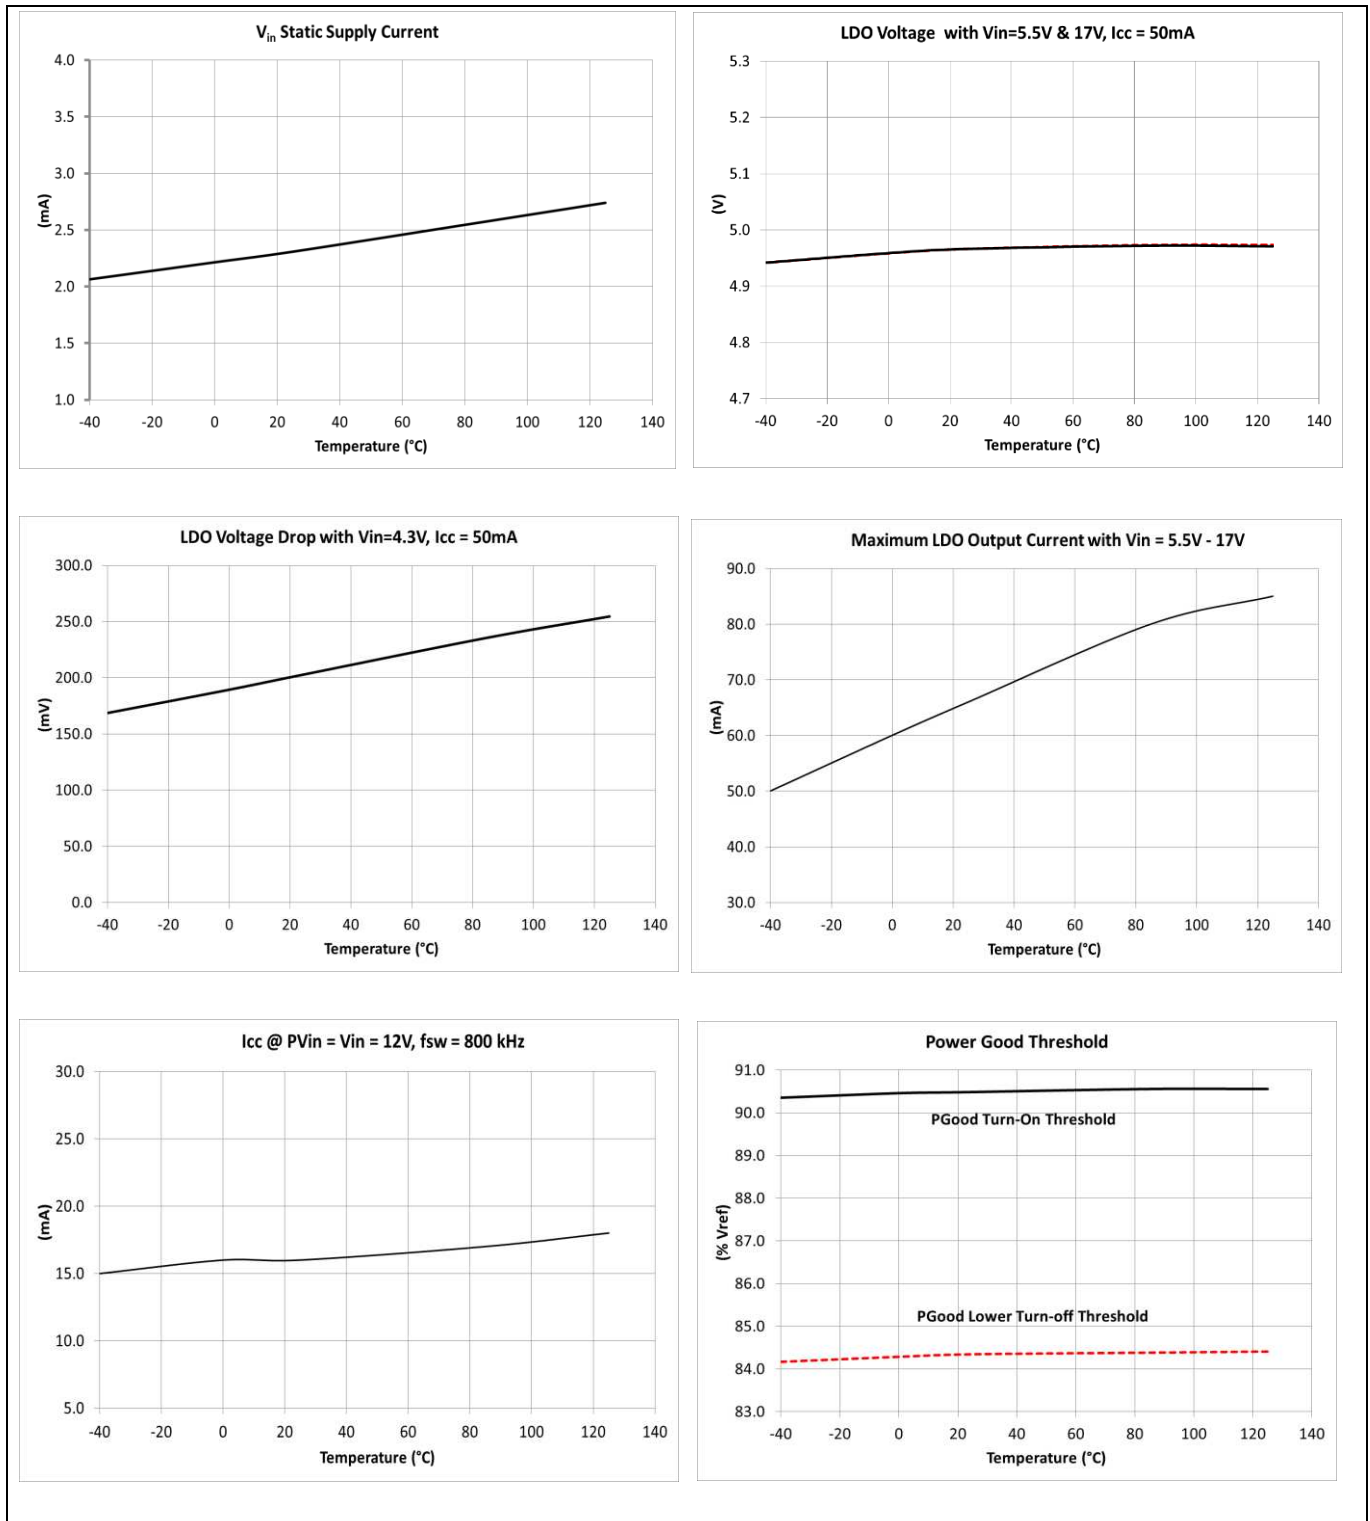 V_in Static Supply Current
4.0
3.5
3.0
2.5
2.0
1.5
1.0
(mA)
-40 -20 0 20 40 60 80 100 120 140
Temperature (°C)
LDO Voltage with Vin=5.5V & 17V, Icc = 50mA
5.3
5.2
5.1
5.0
4.9
4.8
4.7
(V)
-40 -20 0 20 40 60 80 100 120 140
Temperature (°C)
LDO Voltage Drop with Vin=4.3V, Icc = 50mA
300.0
250.0
200.0
150.0
100.0
50.0
0.0
(mV)
-40 -20 0 20 40 60 80 100 120 140
Temperature (°C)
Maximum LDO Output Current with Vin = 5.5V - 17V
90.0
80.0
70.0
60.0
50.0
40.0
30.0
(mA)
-40 -20 0 20 40 60 80 100 120 140
Temperature (°C)
Icc @ PVin = Vin = 12V, fsw = 800 kHz
30.0
25.0
20.0
15.0
10.0
5.0
(mA)
-40 -20 0 20 40 60 80 100 120 140
Temperature (°C)
Power Good Threshold
91.0
90.0
89.0
88.0
87.0
86.0
85.0
84.0
83.0
(% Vref)
PGood Turn-On Threshold
PGood Lower Turn-off Threshold
-40 -20 0 20 40 60 80 100 120 140
Temperature (°C)